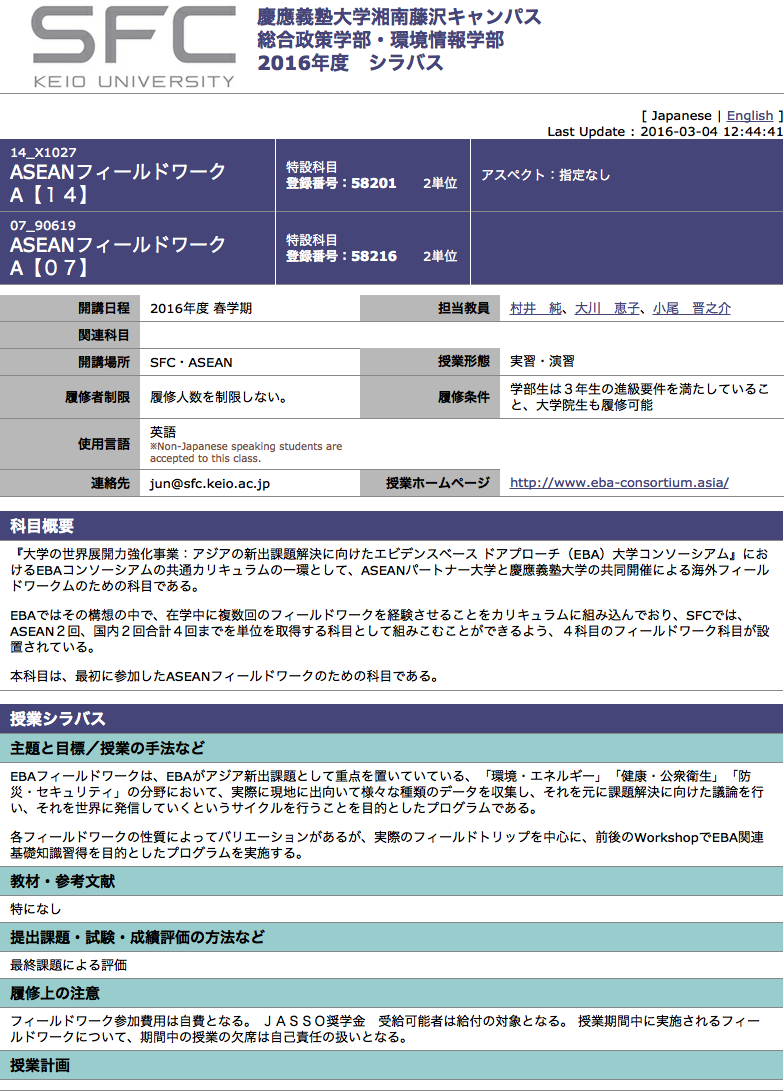 SFC
KEIO UNIVERSITY
慶應義塾大学湘南藤沢キャンパス
総合政策学部・環境情報学部
2016年度　シラバス
[ Japanese | English ]
Last Update : 2016-03-04 12:44:41
14_X1027
ASEANフィールドワーク
A【１４】
特設科目
登録番号：58201　　2単位
アスペクト：指定なし
07_90619
ASEANフィールドワーク
A【０７】
特設科目
登録番号：58216　　2単位
開講日程
2016年度 春学期
担当教員
村井　純、大川　恵子、小尾　晋之介
関連科目
開講場所
SFC・ASEAN
授業形態
実習・演習
履修者制限
履修人数を制限しない。
履修条件
学部生は３年生の進級要件を満たしているこ
と、大学院生も履修可能
使用言語
英語
※Non-Japanese speaking students are
accepted to this class.
連絡先
jun@sfc.keio.ac.jp
授業ホームページ
http://www.eba-consortium.asia/
科目概要
『大学の世界展開力強化事業：アジアの新出課題解決に向けたエビデンスベース ドアプローチ（EBA）大学コンソーシアム』にお
けるEBAコンソーシアムの共通カリキュラムの一環として、ASEANパートナー大学と慶應義塾大学の共同開催による海外フィール
ドワークムのための科目である。
EBAではその構想の中で、在学中に複数回のフィールドワークを経験させることをカリキュラムに組み込んでおり、SFCでは、
ASEAN２回、国内２回合計４回までを単位を取得する科目として組みこむことができるよう、４科目のフィールドワーク科目が設
置されている。
本科目は、最初に参加したASEANフィールドワークのための科目である。
授業シラバス
主題と目標／授業の手法など
EBAフィールドワークは、EBAがアジア新出課題として重点を置いていている、「環境・エネルギー」「健康・公衆衛生」「防
災・セキュリティ」の分野において、実際に現地に出向いて様々な種類のデータを収集し、それを元に課題解決に向けた議論を行
い、それを世界に発信していくというサイクルを行うことを目的としたプログラムである。
各フィールドワークの性質によってバリエーションがあるが、実際のフィールドトリップを中心に、前後のWorkshopでEBA関連
基礎知識習得を目的としたプログラムを実施する。
教材・参考文献
特になし
提出課題・試験・成績評価の方法など
最終課題による評価
履修上の注意
フィールドワーク参加費用は自費となる。 ＪＡＳＳＯ奨学金　受給可能者は給付の対象となる。 授業期間中に実施されるフィー
ルドワークについて、期間中の授業の欠席は自己責任の扱いとなる。
授業計画